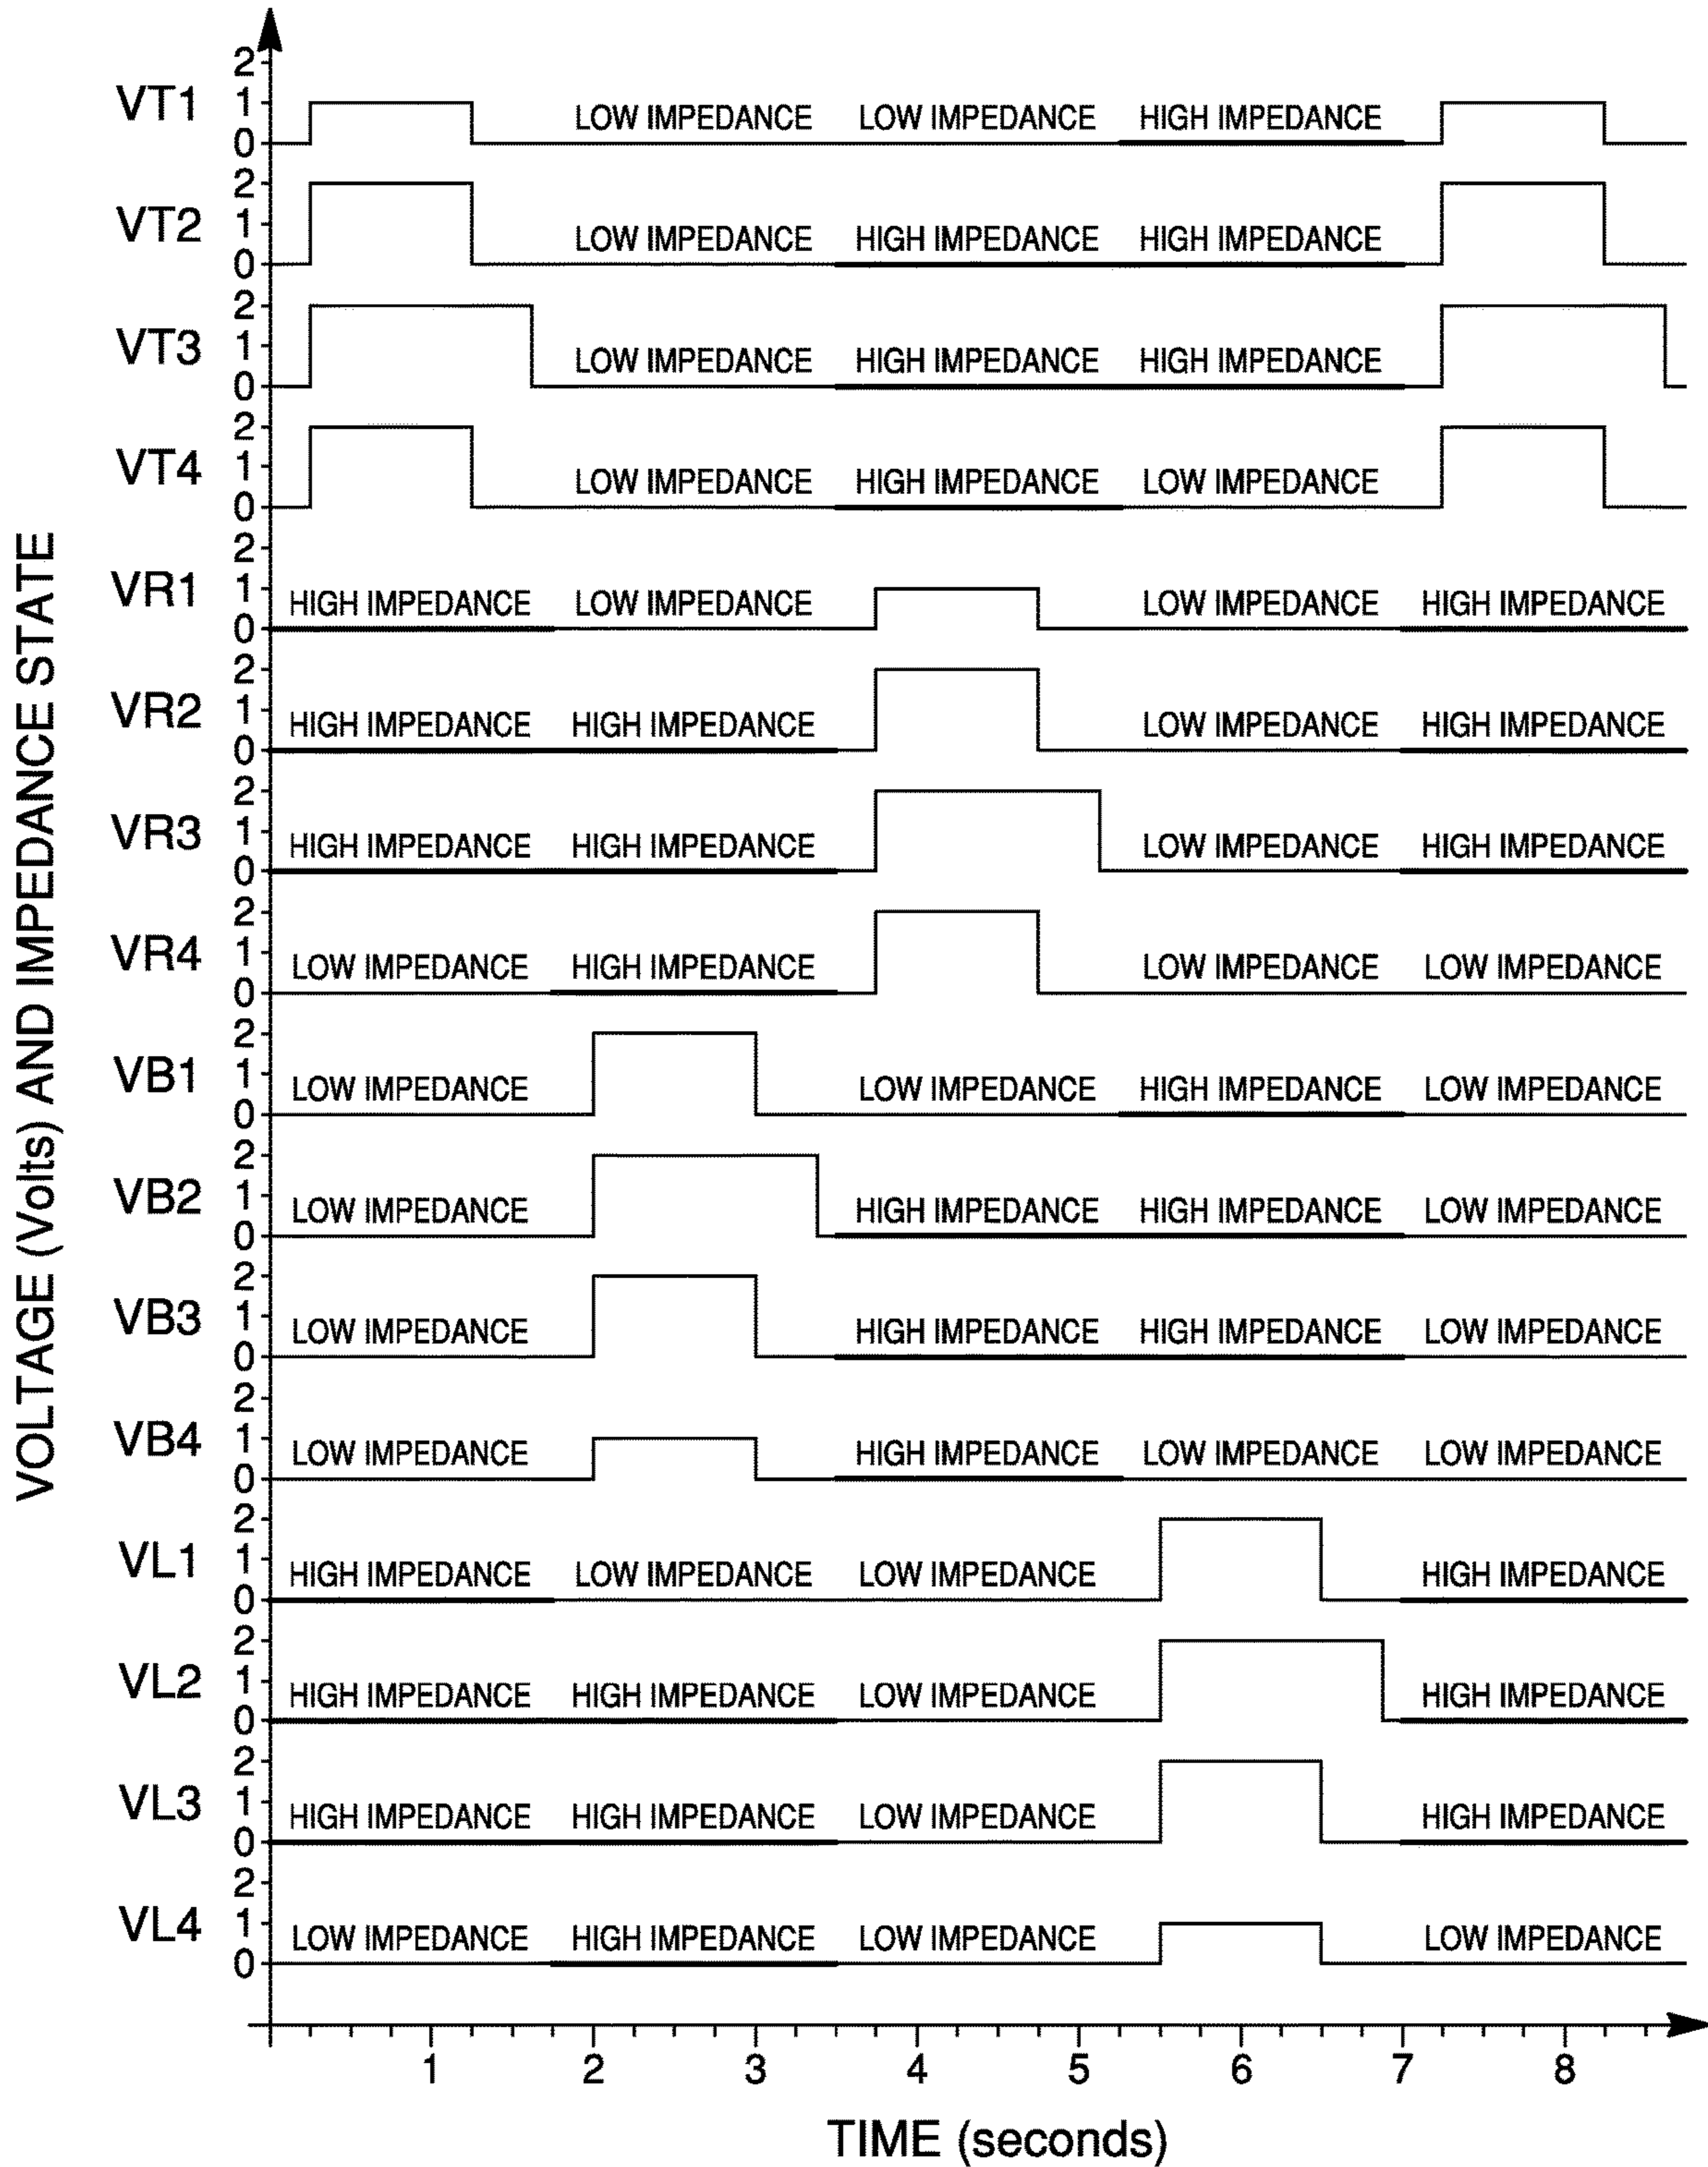 VOLTAGE (Volts) AND IMPEDANCE STATE
2
VT1 1 LOW IMPEDANCE LOW IMPEDANCE HIGH IMPEDANCE
0
2
VT2 1 LOW IMPEDANCE HIGH IMPEDANCE HIGH IMPEDANCE
0
2
VT3 1 LOW IMPEDANCE HIGH IMPEDANCE HIGH IMPEDANCE
0
2
VT4 1 LOW IMPEDANCE HIGH IMPEDANCE LOW IMPEDANCE
0
2
VR1 1 HIGH IMPEDANCE LOW IMPEDANCE LOW IMPEDANCE HIGH IMPEDANCE
0
2
VR2 1 HIGH IMPEDANCE HIGH IMPEDANCE LOW IMPEDANCE HIGH IMPEDANCE
0
2
VR3 1 HIGH IMPEDANCE HIGH IMPEDANCE LOW IMPEDANCE HIGH IMPEDANCE
0
2
VR4 1 LOW IMPEDANCE HIGH IMPEDANCE LOW IMPEDANCE LOW IMPEDANCE
0
2
VB1 1 LOW IMPEDANCE LOW IMPEDANCE HIGH IMPEDANCE LOW IMPEDANCE
0
2
VB2 1 LOW IMPEDANCE HIGH IMPEDANCE HIGH IMPEDANCE LOW IMPEDANCE
0
2
VB3 1 LOW IMPEDANCE HIGH IMPEDANCE HIGH IMPEDANCE LOW IMPEDANCE
0
2
VB4 1 LOW IMPEDANCE HIGH IMPEDANCE LOW IMPEDANCE LOW IMPEDANCE
0
2
VL1 1 HIGH IMPEDANCE LOW IMPEDANCE LOW IMPEDANCE HIGH IMPEDANCE
0
2
VL2 1 HIGH IMPEDANCE HIGH IMPEDANCE LOW IMPEDANCE HIGH IMPEDANCE
0
2
VL3 1 HIGH IMPEDANCE HIGH IMPEDANCE LOW IMPEDANCE HIGH IMPEDANCE
0
2
VL4 1 LOW IMPEDANCE HIGH IMPEDANCE LOW IMPEDANCE LOW IMPEDANCE
0
1 2 3 4 5 6 7 8
TIME (seconds)